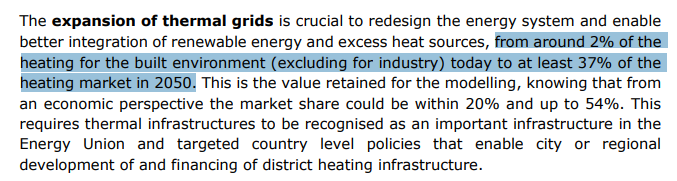 The expansion of thermal grids is crucial to redesign the energy system and enable
better integration of renewable energy and excess heat sources, from around 2% of the
heating for the built environment (excluding for industry) today to at least 37% of the
heating market in 2050. This is the value retained for the modelling, knowing that from
an economic perspective the market share could be within 20% and up to 54%. This
requires thermal infrastructures to be recognised as an important infrastructure in the
Energy Union and targeted country level policies that enable city or regional
development of and financing of district heating infrastructure.